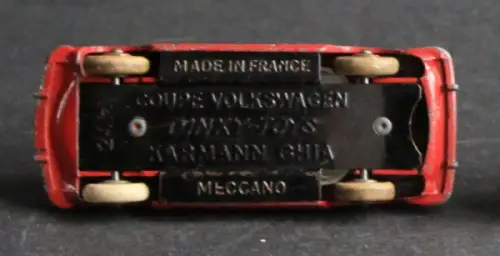 MADE IN FRANCE
COUPE VOLKSWAGEN
DINKY-TOYS
KARMANN GHIA
MECCANO